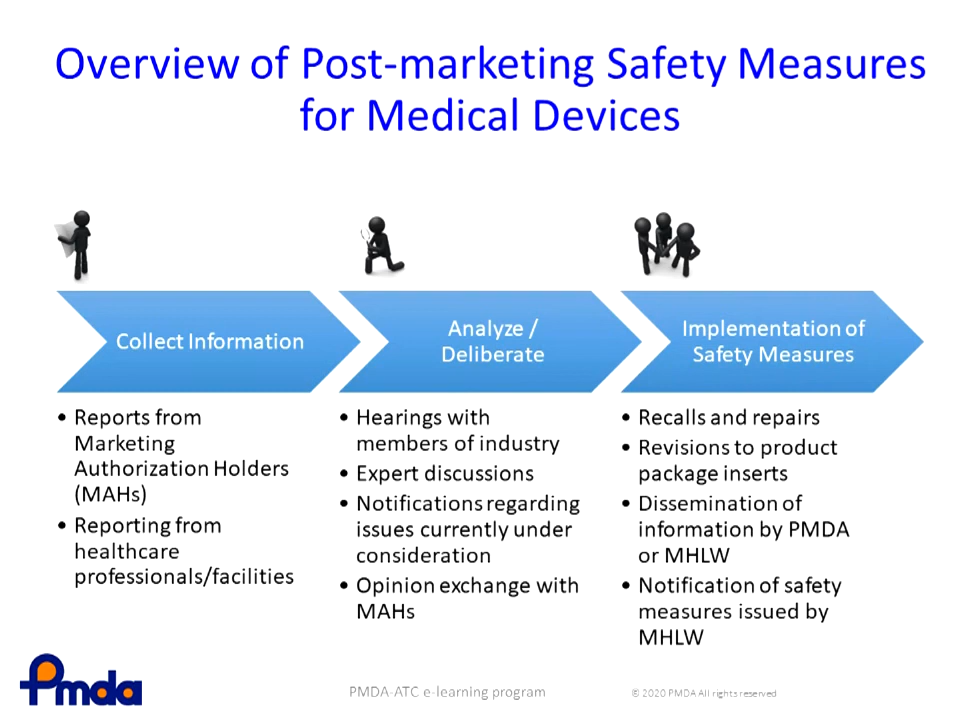 Overview of Post-marketing Safety Measures
for Medical Devices
Collect Information
• Reports from
Marketing
Authorization Holders
(MAHs)
• Reporting from
healthcare
professionals/facilities
Analyze /
Deliberate
• Hearings with
members of industry
• Expert discussions
• Notifications regarding
issues currently under
consideration
• Opinion exchange with
MAHs
Implementation of
Safety Measures
• Recalls and repairs
• Revisions to product
package inserts
• Dissemination of
information by PMDA
or MHLW
• Notification of safety
measures issued by
MHLW
Pmda
PMDA-ATC e-learning program
© 2020 PMDA All rights reserved